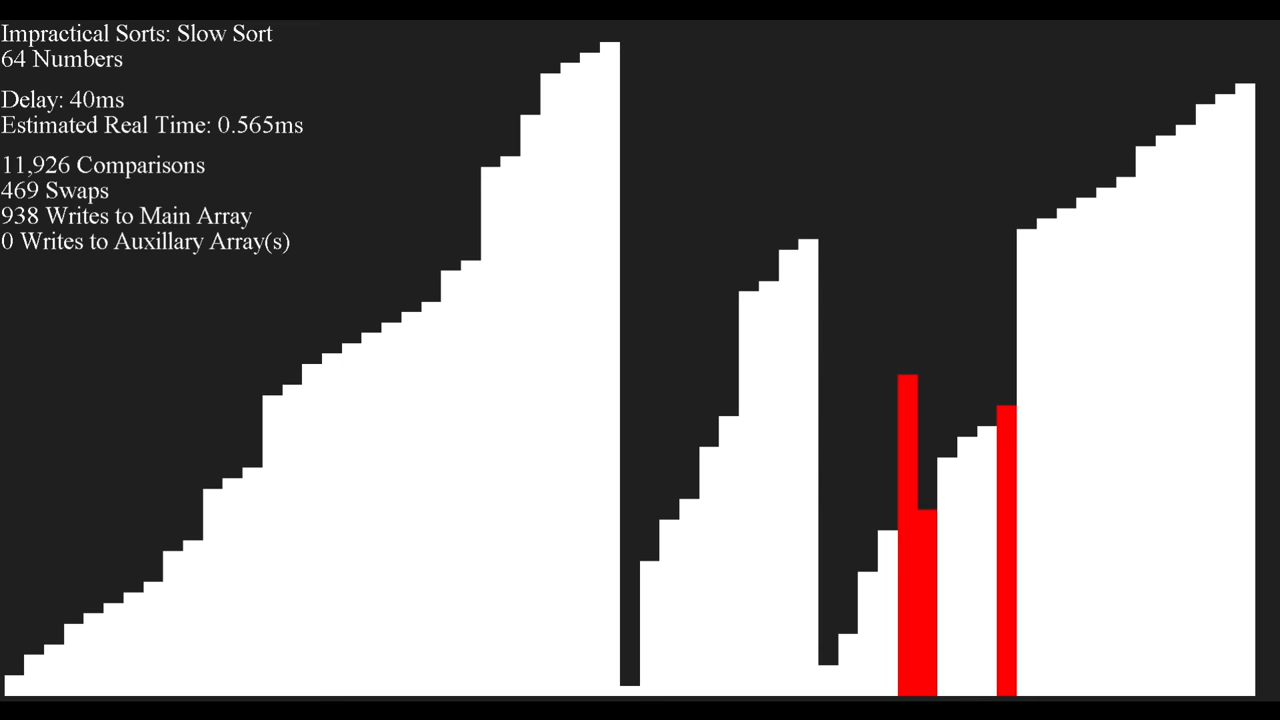 Impractical Sorts: Slow Sort
64 Numbers
Delay: 40ms
Estimated Real Time: 0.565ms
11,926 Comparisons
469 Swaps
938 Writes to Main Array
0 Writes to Auxillary Array(s)